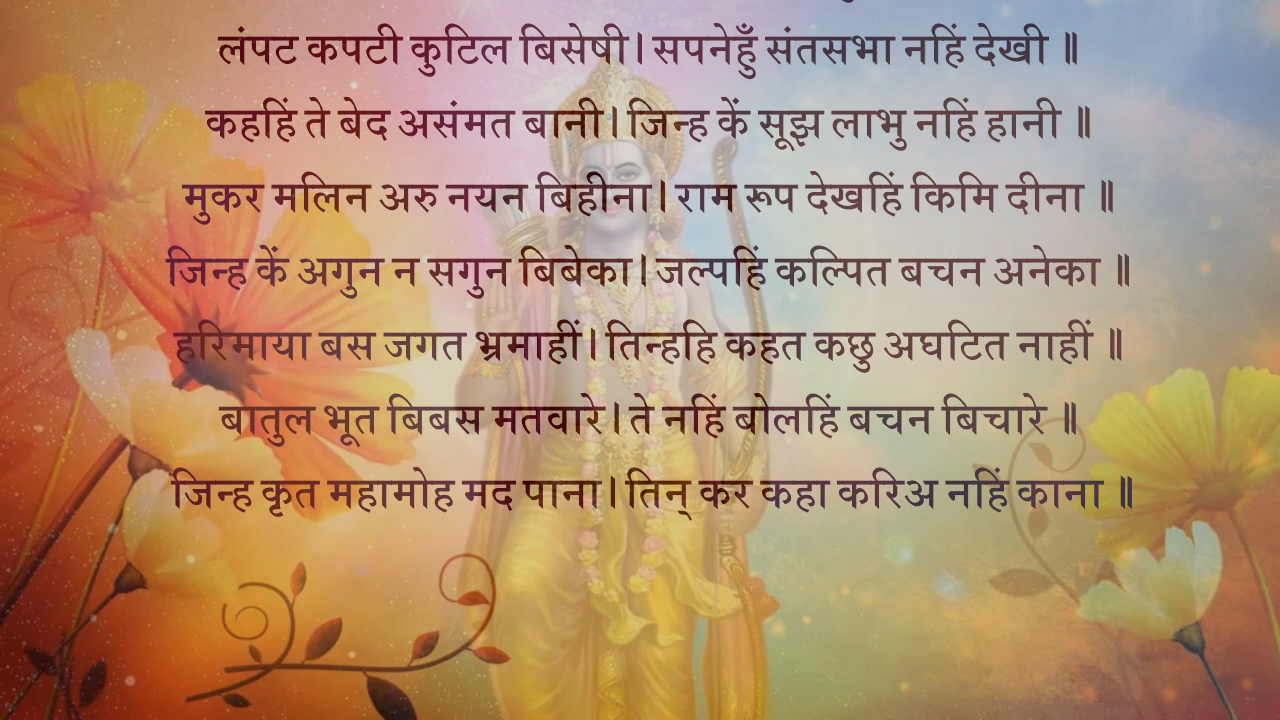 लंपट कपटी कुटिल बिसेषी। सपनेहुँ संतसभा नहिं देखी ॥
कहहिं ते बेद असंमत बानी। जिन्ह कें सूझ लाभु नहिं हानी ॥
मुकर मलिन अरु नयन बिहीना। राम रूप देखहिं किमि दीना ॥
जिन्ह कें अगुन न सगुन बिबेका। जल्पहिं कल्पित बचन अनेका ॥
हरिमाया बस जगत भ्रमाहीं। तिन्हहि कहत कछु अघटित नाहीं ॥
बातुल भूत बिबस मतवारे। ते नहिं बोलहिं बचन बिचारे ॥
जिन्ह कृत महामोह मद पाना। तिन् कर कहा करिअ नहिं काना ॥